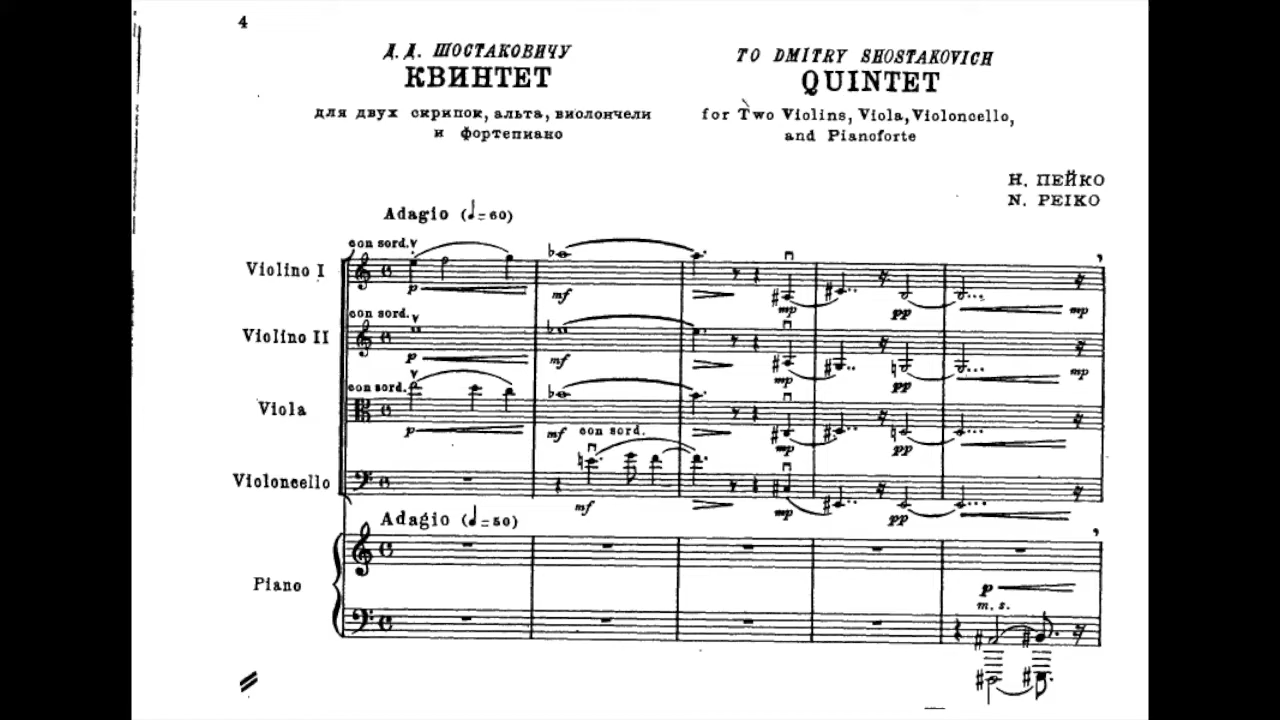 4
Д. Д. ШОСТАКОВИЧУ
КВИНТЕТ
для двух скрипок, альта, виолончели
и фортепиано
TO DMITRY SHOSTAKOVICH
QUINTET
for Two Violins, Viola, Violoncello,
and Pianoforte
Н. ПЕЙКО
N. PEIKO
Adagio (♩=60)
con sord.
Violino I
p mf mp pp mp
con sord.
Violino II
p mf mp pp mp
con sord.
Viola
p mf mp pp
con sord.
Violoncello
mf mp pp
Adagio (♩=50)
Piano
p
m. s.